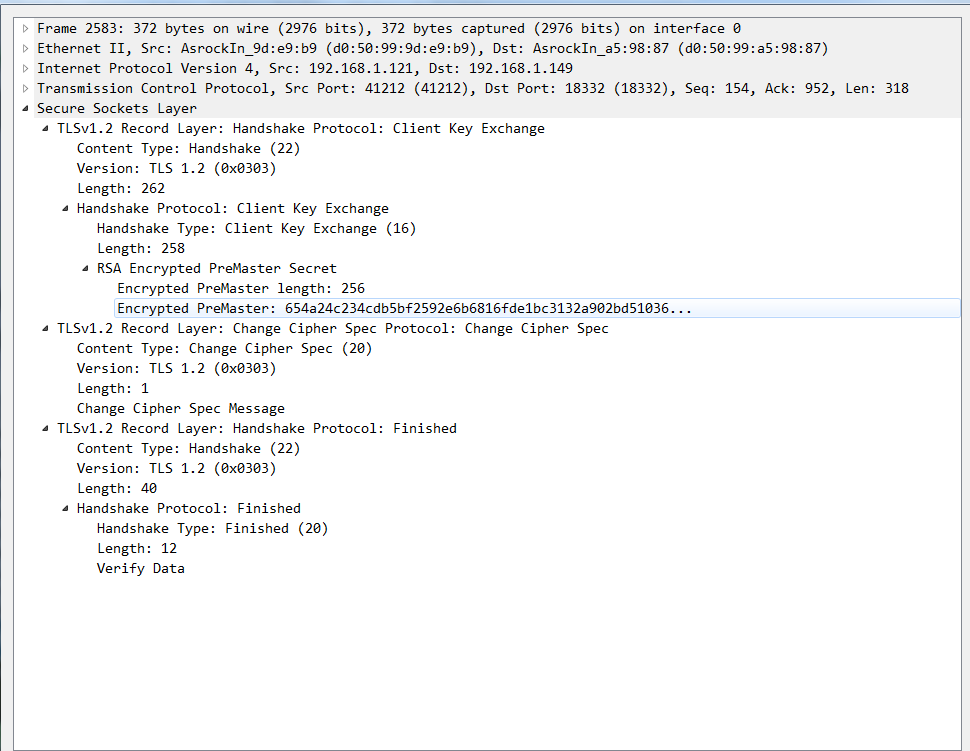 Frame 2583: 372 bytes on wire (2976 bits), 372 bytes captured (2976 bits) on interface 0
Ethernet II, Src: AsrockIn_9d:e9:b9 (d0:50:99:9d:e9:b9), Dst: AsrockIn_a5:98:87 (d0:50:99:a5:98:87)
Internet Protocol Version 4, Src: 192.168.1.121, Dst: 192.168.1.149
Transmission Control Protocol, Src Port: 41212 (41212), Dst Port: 18332 (18332), Seq: 154, Ack: 952, Len: 318
Secure Sockets Layer
TLSv1.2 Record Layer: Handshake Protocol: Client Key Exchange
Content Type: Handshake (22)
Version: TLS 1.2 (0x0303)
Length: 262
Handshake Protocol: Client Key Exchange
Handshake Type: Client Key Exchange (16)
Length: 258
RSA Encrypted PreMaster Secret
Encrypted PreMaster length: 256
Encrypted PreMaster: 654a24c234cdb5bf2592e6b6816fde1bc3132a902bd51036...
TLSv1.2 Record Layer: Change Cipher Spec Protocol: Change Cipher Spec
Content Type: Change Cipher Spec (20)
Version: TLS 1.2 (0x0303)
Length: 1
Change Cipher Spec Message
TLSv1.2 Record Layer: Handshake Protocol: Finished
Content Type: Handshake (22)
Version: TLS 1.2 (0x0303)
Length: 40
Handshake Protocol: Finished
Handshake Type: Finished (20)
Length: 12
Verify Data